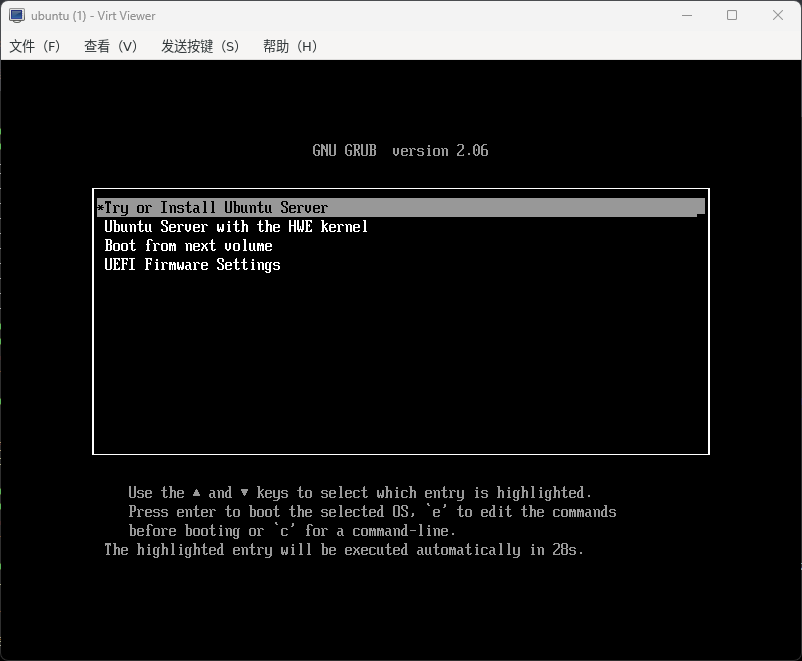 ubuntu (1) - Virt Viewer
文件（F） 查看（V） 发送按键（S） 帮助（H）
GNU GRUB  version 2.06
*Try or Install Ubuntu Server
Ubuntu Server with the HWE kernel
Boot from next volume
UEFI Firmware Settings
Use the ▲ and ▼ keys to select which entry is highlighted.
Press enter to boot the selected OS, `e' to edit the commands
before booting or `c' for a command-line.
The highlighted entry will be executed automatically in 28s.